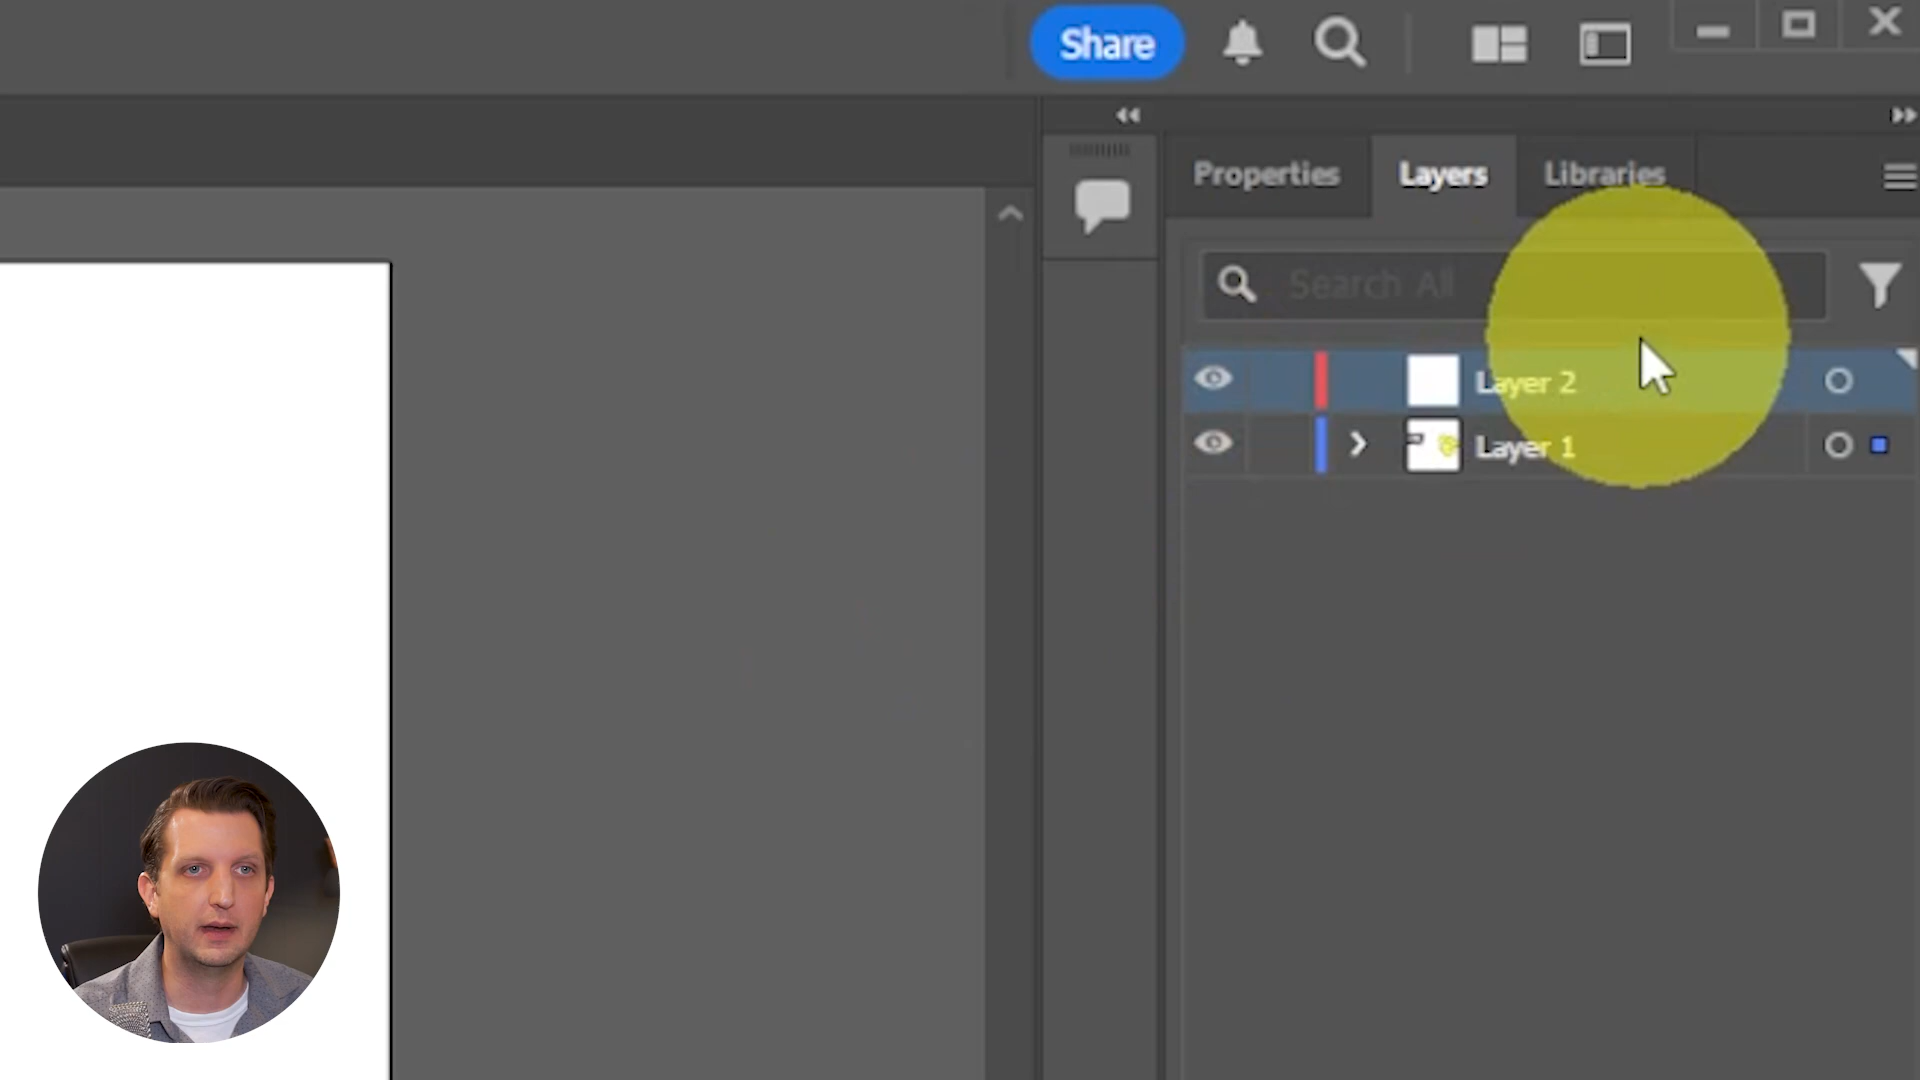 Share
Properties Layers Libraries
Search All
Layer 2
Layer 1